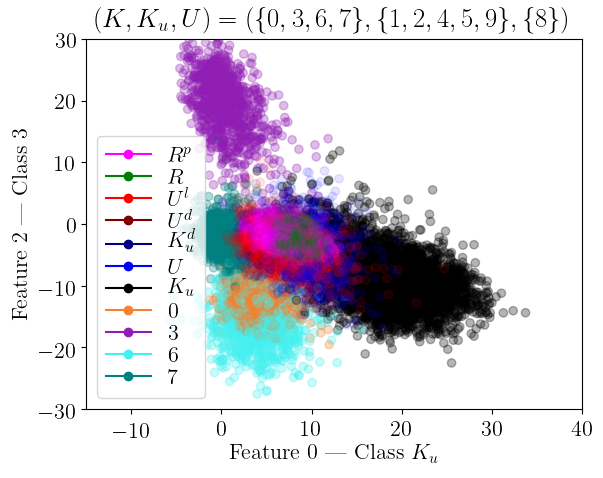 (K, K_u, U) = ({0, 3, 6, 7}, {1, 2, 4, 5, 9}, {8})
30
20
10
0
−10
−20
−30
Feature 2 — Class 3
R^p
R
U^l
U^d
K_u^d
U
K_u
0
3
6
7
−10 0 10 20 30 40
Feature 0 — Class K_u